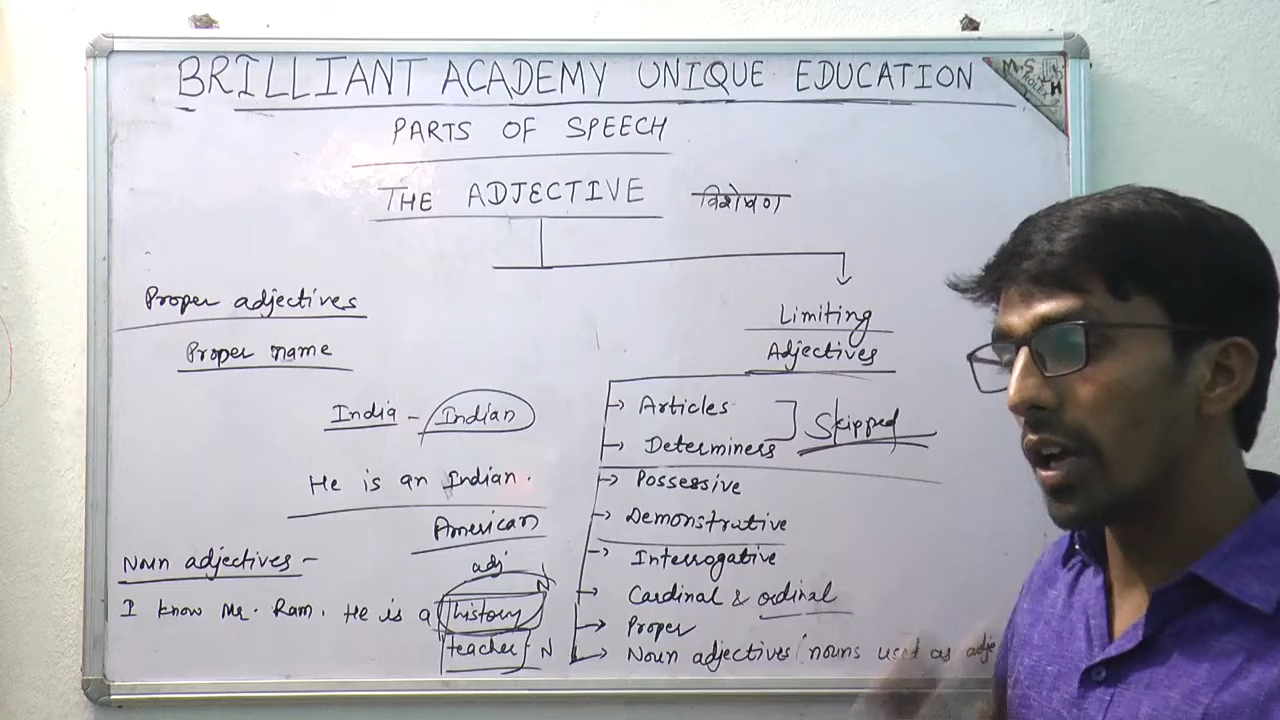 BRILLIANT ACADEMY UNIQUE EDUCATION
PARTS OF SPEECH
THE ADJECTIVE विशेषण
Proper adjectives
Proper name
India - Indian
He is an Indian.
American
Noun adjectives -
adj
N
I know Mr. Ram. He is a history
teacher N
Limiting
Adjectives
Articles
Determiners
Skipped
Possessive
Demonstrative
Interrogative
Cardinal & ordinal
Proper
Noun adjectives/nouns used as adje